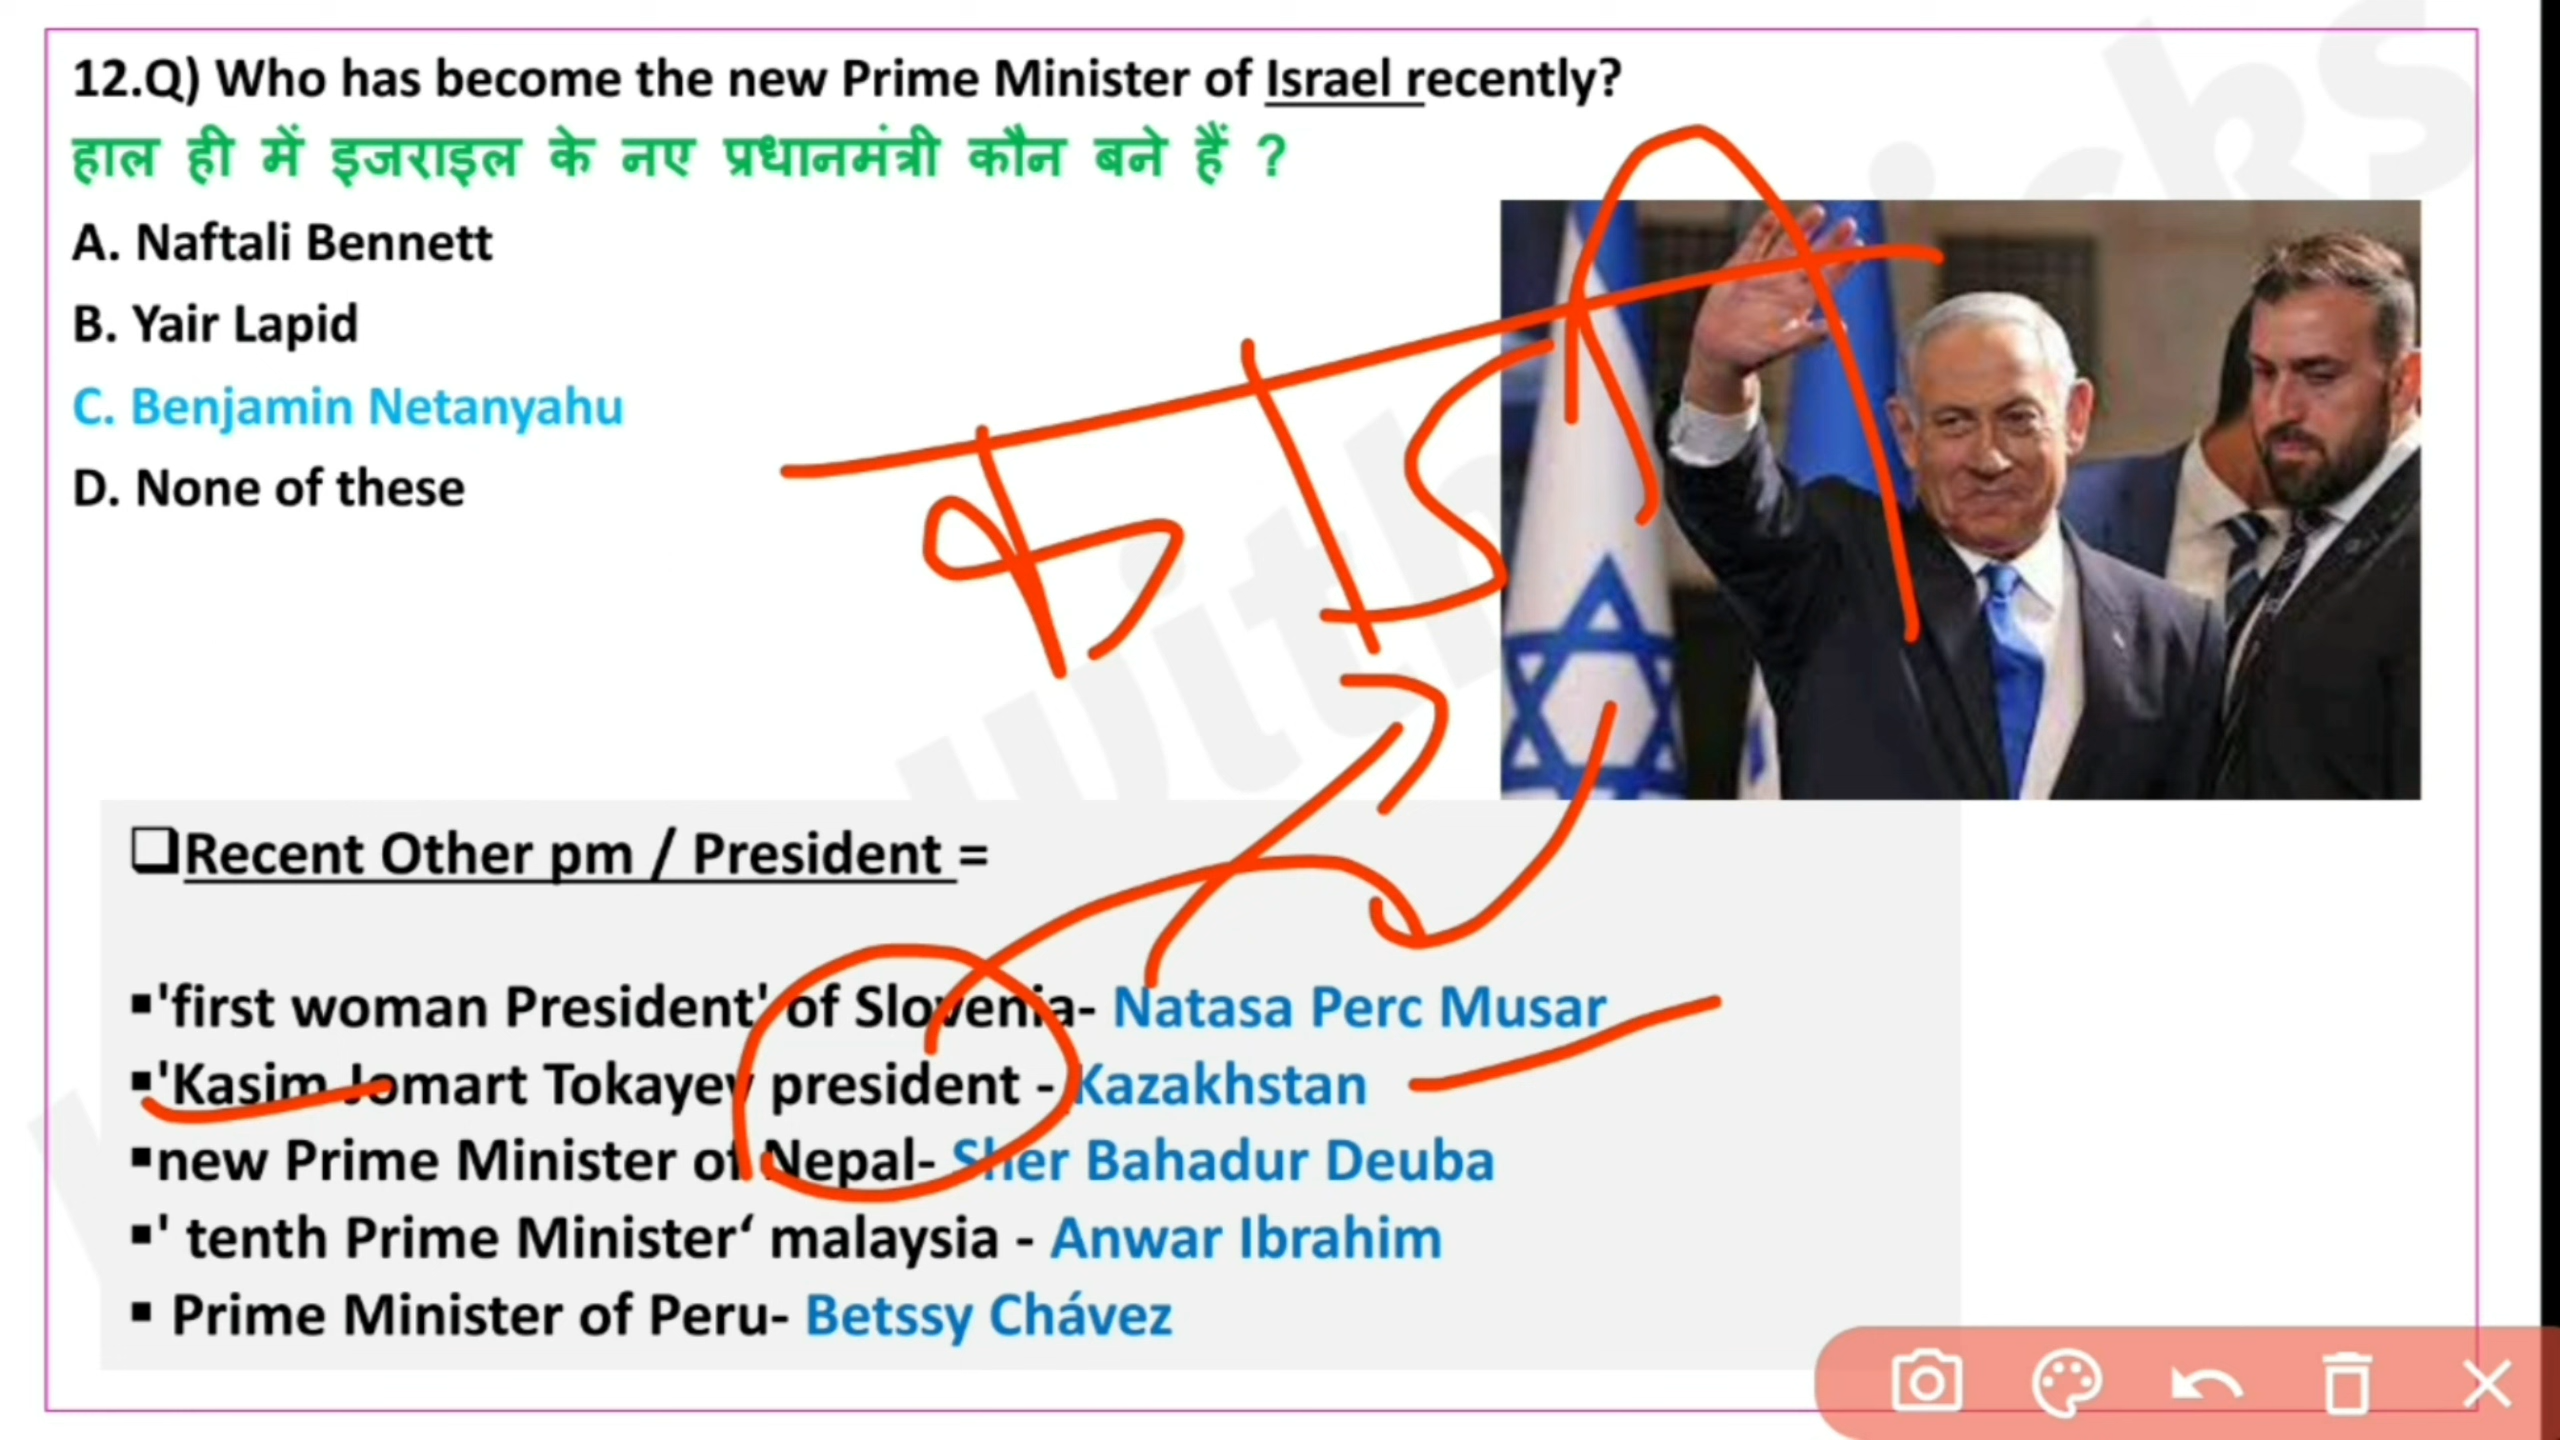 12.Q) Who has become the new Prime Minister of Israel recently?
हाल ही में इजराइल के नए प्रधानमंत्री कौन बने हैं ?
A. Naftali Bennett
B. Yair Lapid
C. Benjamin Netanyahu
D. None of these
with
❑Recent Other pm / President =
▪'first woman President' of Slovenia- Natasa Perc Musar
▪'Kasim Jomart Tokayev president - Kazakhstan
▪new Prime Minister of Nepal- Sher Bahadur Deuba
▪' tenth Prime Minister‘ malaysia - Anwar Ibrahim
▪ Prime Minister of Peru- Betssy Chávez